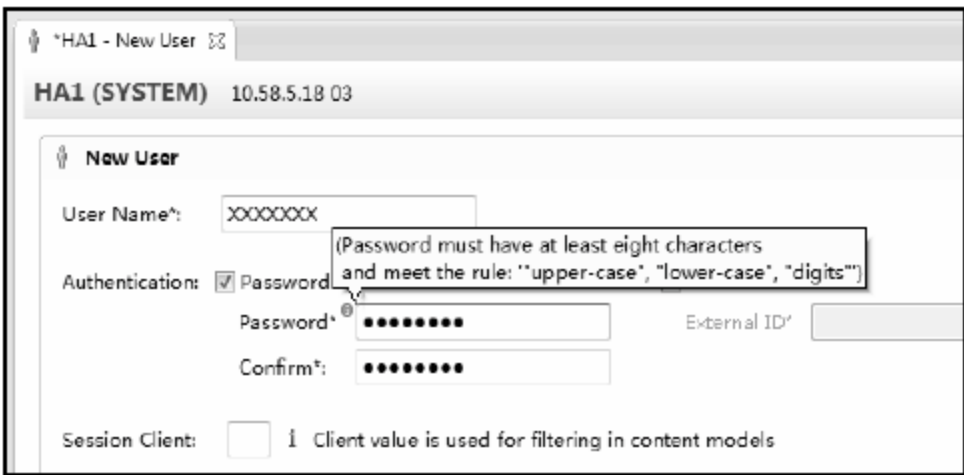 *HA1 - New User
HA1 (SYSTEM) 10.58.5.18 03
New User
User Name*: XXXXXXX
(Password must have at least eight characters
and meet the rule: '"upper-case", "lower-case", "digits"')
Authentication: Password
Password*
External ID*
Confirm*:
Session Client: i Client value is used for filtering in content models